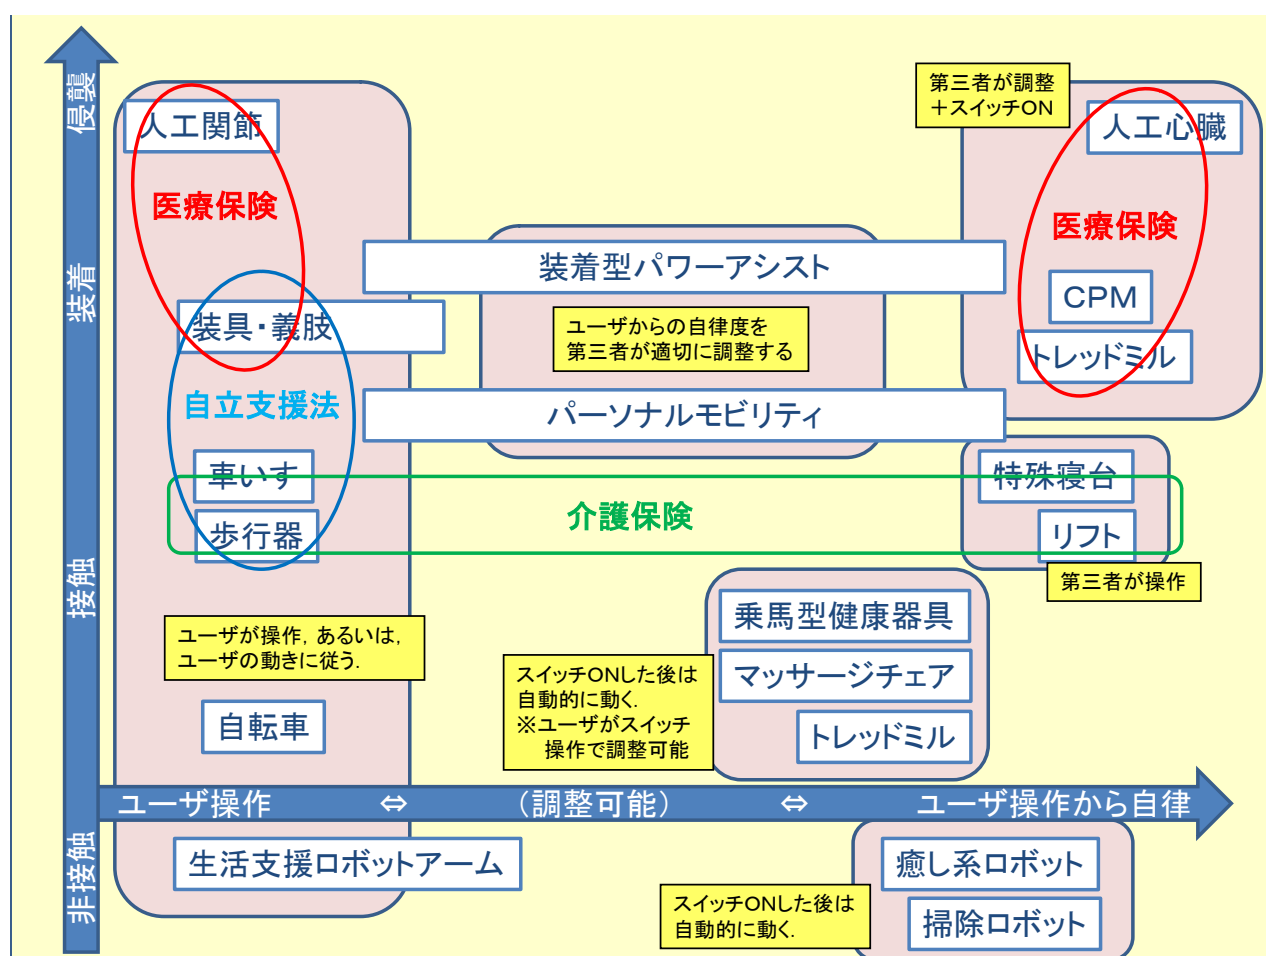 侵襲
装着
接触
非接触
第三者が調整
＋スイッチON
人工関節
人工心臓
医療保険
医療保険
装着型パワーアシスト
CPM
装具・義肢
ユーザからの自律度を
第三者が適切に調整する
トレッドミル
自立支援法
パーソナルモビリティ
車いす
特殊寝台
介護保険
歩行器
リフト
第三者が操作
乗馬型健康器具
ユーザが操作, あるいは,
ユーザの動きに従う.
スイッチONした後は
自動的に動く.
※ユーザがスイッチ
操作で調整可能
マッサージチェア
自転車
トレッドミル
ユーザ操作 ⇔ （調整可能） ⇔ ユーザ操作から自律
生活支援ロボットアーム
癒し系ロボット
スイッチONした後は
自動的に動く.
掃除ロボット